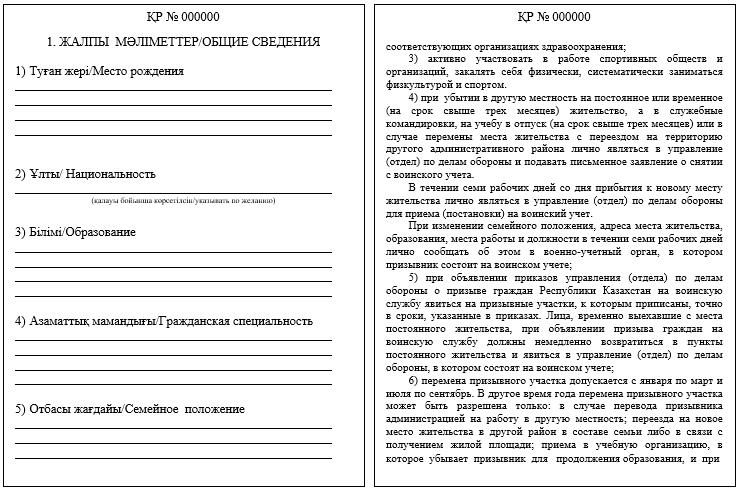 ҚР № 000000
1. ЖАЛПЫ МӘЛІМЕТТЕР/ОБЩИЕ СВЕДЕНИЯ
1) Туған жері/Место рождения
2) Ұлты/ Национальность
(қалауы бойынша көрсетілсін/указывать по желанию)
3) Білімі/Образование
4) Азаматтық мамандығы/Гражданская специальность
5) Отбасы жағдайы/Семейное положение
ҚР № 000000
соответствующих организациях здравоохранения;
3) активно участвовать в работе спортивных обществ и
организаций, закалять себя физически, систематически заниматься
физкультурой и спортом.
4) при убытии в другую местность на постоянное или временное
(на срок свыше трех месяцев) жительство, а в служебные
командировки, на учебу в отпуск (на срок свыше трех месяцев) или в
случае перемены места жительства с переездом на территорию
другого административного района лично являться в управление
(отдел) по делам обороны и подавать письменное заявление о снятии
с воинского учета.
В течении семи рабочих дней со дня прибытия к новому месту
жительства лично являться в управление (отдел) по делам обороны
для приема (постановки) на воинский учет.
При изменении семейного положения, адреса места жительства,
образования, места работы и должности в течении семи рабочих дней
лично сообщать об этом в военно-учетный орган, в котором
призывник состоит на воинском учете;
5) при объявлении приказов управления (отдела) по делам
обороны о призыве граждан Республики Казахстан на воинскую
службу явиться на призывные участки, к которым приписаны, точно
в сроки, указанные в приказах. Лица, временно выехавшие с места
постоянного жительства, при объявлении призыва граждан на
воинскую службу должны немедленно возвратиться в пункты
постоянного жительства и явиться в управление (отдел) по делам
обороны, в котором состоят на воинском учете;
6) перемена призывного участка допускается с января по март и
июля по сентябрь. В другое время года перемена призывного участка
может быть разрешена только: в случае перевода призывника
администрацией на работу в другую местность; переезда на новое
место жительства в другой район в составе семьи либо в связи с
получением жилой площади; приема в учебную организацию, в
которое убывает призывник для продолжения образования, и при